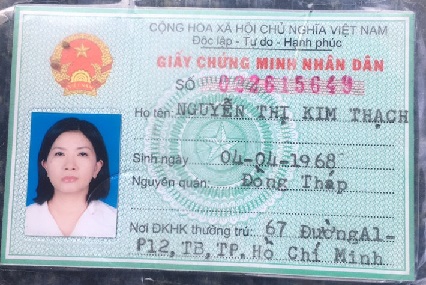 CỘNG HÒA XÃ HỘI CHỦ NGHĨA VIỆT NAM
Độc lập - Tự do - Hạnh phúc
GIẤY CHỨNG MINH NHÂN DÂN
SỐ 022615649
Họ tên NGUYỄN THỊ KIM THẠCH
Sinh ngày 04-04-1968
Nguyên quán: Đồng Tháp
Nơi ĐKHK thường trú: 67 ĐườngA1-
P12, TB, TP. Hồ Chí Minh